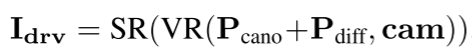 I_drv = SR(VR(P_cano+P_diff, cam))